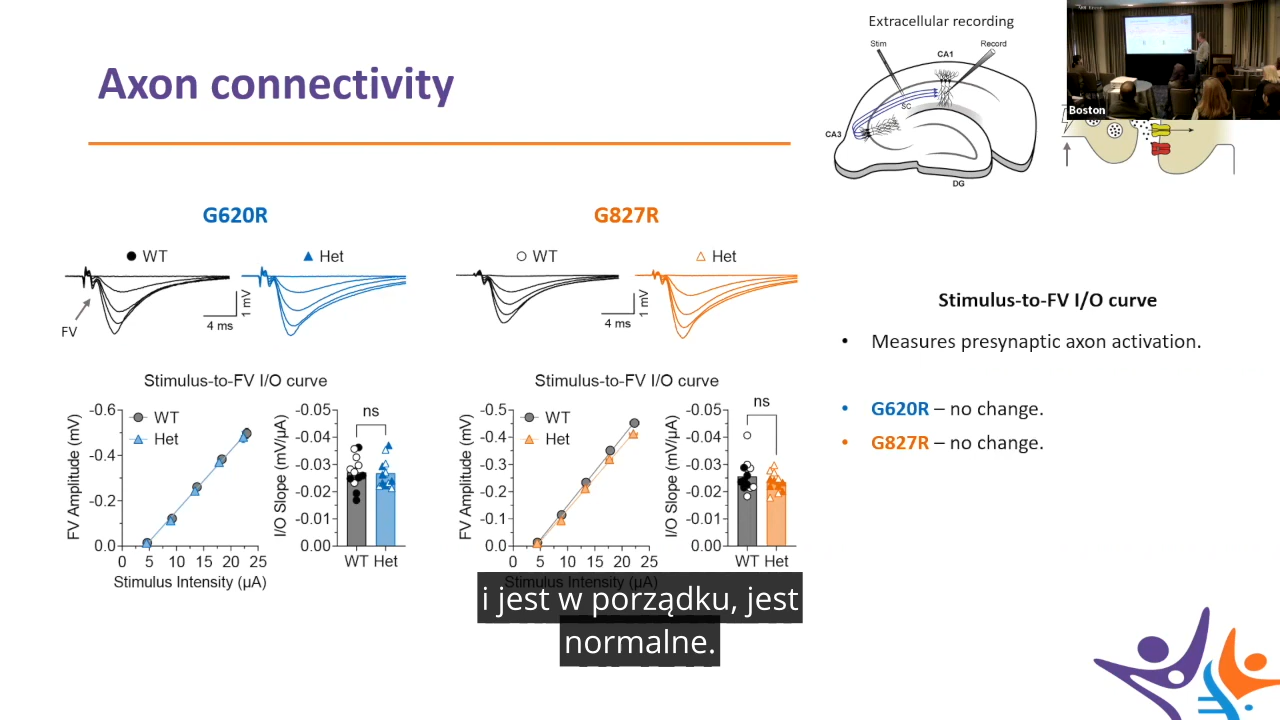 Axon connectivity
Extracellular recording
Stim
CA1
Record
SC
CA3
DG
Boston
G620R
WT
Het
FV
1 mV
4 ms
G827R
WT
Het
1 mV
4 ms
Stimulus-to-FV I/O curve
FV Amplitude (mV)
-0.6
-0.4
-0.2
0.0
WT
Het
0 5 10 15 20 25
Stimulus Intensity (µA)
I/O Slope (mV/µA)
-0.05
-0.04
-0.03
-0.02
-0.01
0.00
ns
WT Het
Stimulus-to-FV I/O curve
FV Amplitude (mV)
-0.5
-0.4
-0.3
-0.2
-0.1
0.0
WT
Het
0 5 10 15 20 25
Stimulus Intensity (µA)
I/O Slope (mV/µA)
-0.05
-0.04
-0.03
-0.02
-0.01
0.00
ns
WT Het
Stimulus-to-FV I/O curve
• Measures presynaptic axon activation.
• G620R – no change.
• G827R – no change.
i jest w porządku, jest
normalne.